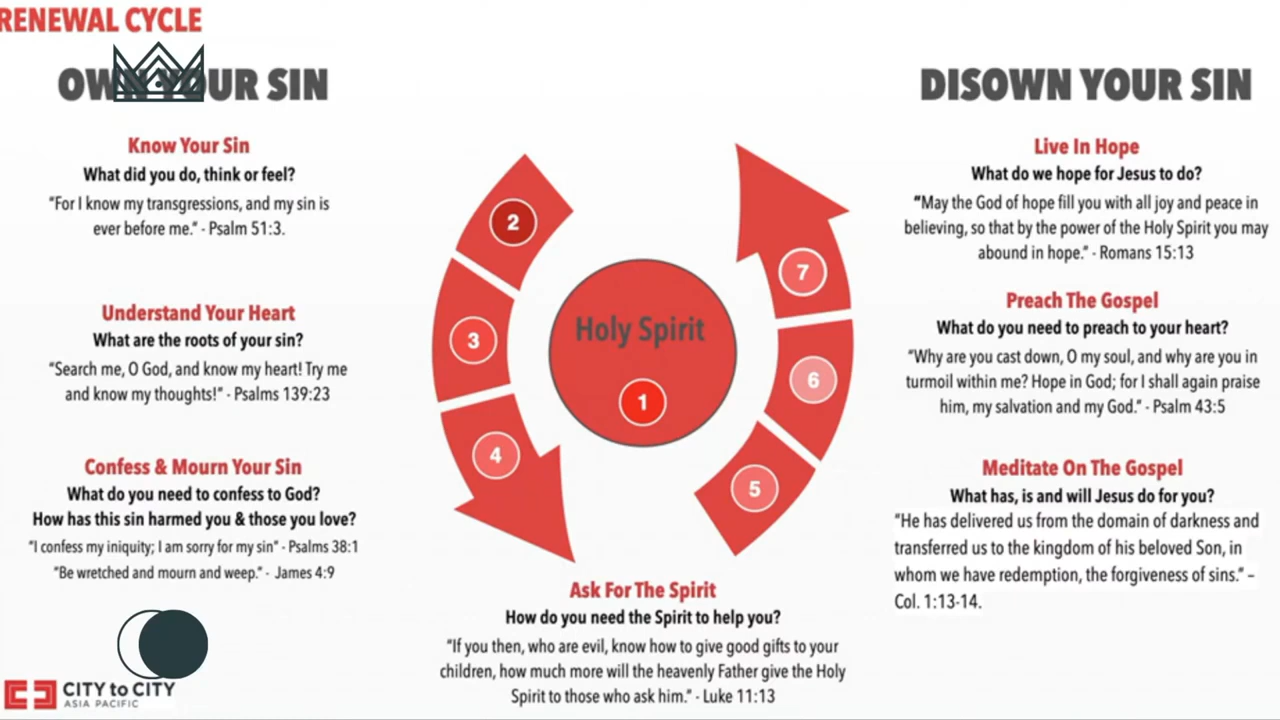 RENEWAL CYCLE
OWN YOUR SIN
Know Your Sin
What did you do, think or feel?
“For I know my transgressions, and my sin is
ever before me.” - Psalm 51:3.
Understand Your Heart
What are the roots of your sin?
“Search me, O God, and know my heart! Try me
and know my thoughts!” - Psalms 139:23
Confess & Mourn Your Sin
What do you need to confess to God?
How has this sin harmed you & those you love?
“I confess my iniquity; I am sorry for my sin” - Psalms 38:1
“Be wretched and mourn and weep.” - James 4:9
CITY to CITY
ASIA PACIFIC
2
3
4
Holy Spirit
1
7
6
5
Ask For The Spirit
How do you need the Spirit to help you?
“If you then, who are evil, know how to give good gifts to your
children, how much more will the heavenly Father give the Holy
Spirit to those who ask him.” - Luke 11:13
DISOWN YOUR SIN
Live In Hope
What do we hope for Jesus to do?
“May the God of hope fill you with all joy and peace in
believing, so that by the power of the Holy Spirit you may
abound in hope.” - Romans 15:13
Preach The Gospel
What do you need to preach to your heart?
“Why are you cast down, O my soul, and why are you in
turmoil within me? Hope in God; for I shall again praise
him, my salvation and my God.” - Psalm 43:5
Meditate On The Gospel
What has, is and will Jesus do for you?
“He has delivered us from the domain of darkness and
transferred us to the kingdom of his beloved Son, in
whom we have redemption, the forgiveness of sins.” –
Col. 1:13-14.